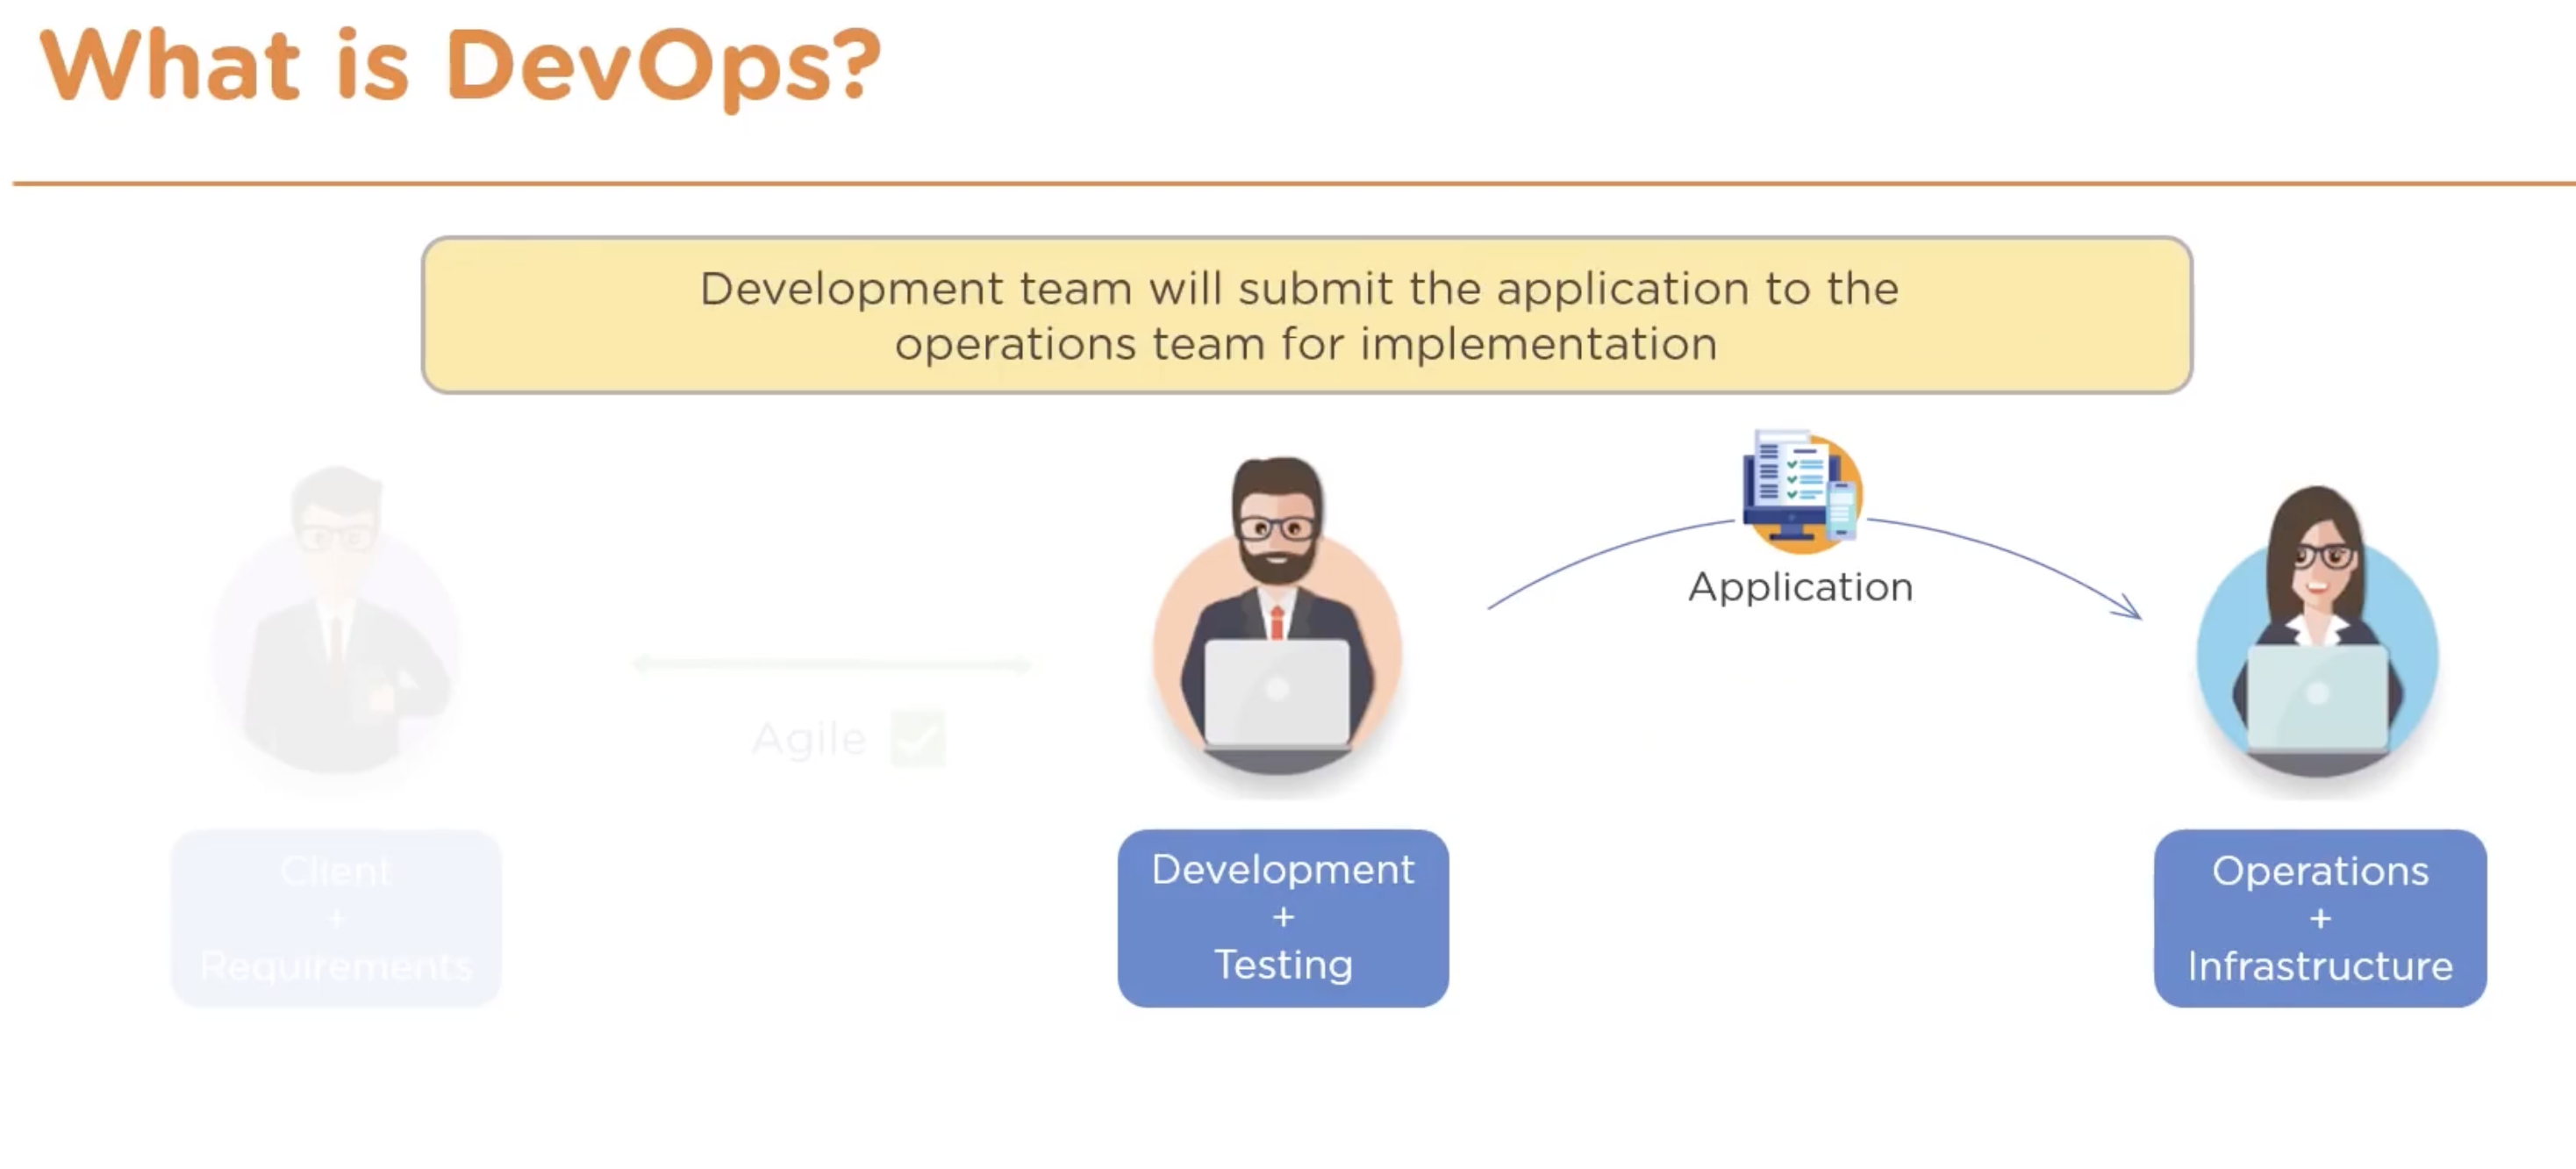 What is DevOps?
Development team will submit the application to the
operations team for implementation
Application
Agile
Client
+
Requirements
Development
+
Testing
Operations
+
Infrastructure